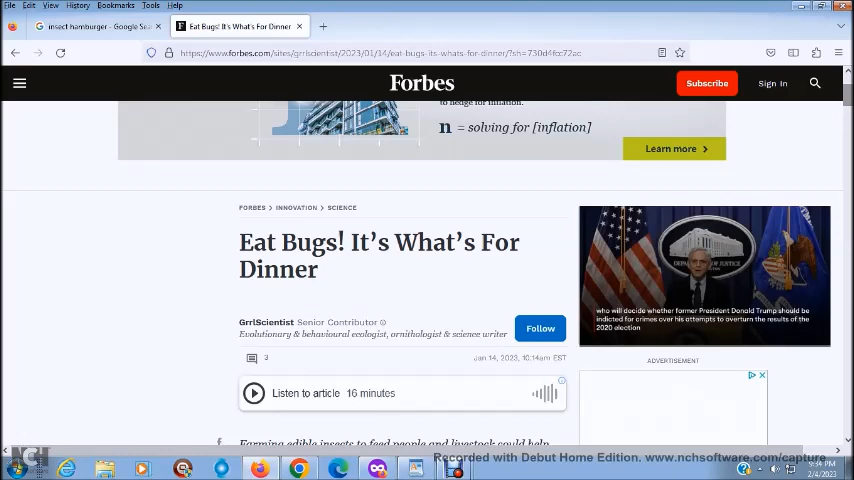 File Edit View History Bookmarks Tools Help
insect hamburger - Google Sea
Eat Bugs! It's What's For Dinner
https://www.forbes.com/sites/grrlscientist/2023/01/14/eat-bugs-its-whats-for-dinner/?sh=730d4fcc72ac
Forbes
Subscribe
Sign In
to hedge for inflation.
n = solving for [inflation]
Learn more
FORBES > INNOVATION > SCIENCE
Eat Bugs! It's What's For
Dinner
GrrlScientist Senior Contributor
Evolutionary & behavioural ecologist, ornithologist & science writer
Follow
3
Jan 14, 2023, 10:14am EST
Listen to article 16 minutes
Farming edible insects to feed people and livestock could help
DEPARTMENT OF JUSTICE
who will decide whether former President Donald Trump should be
indicted for crimes over his attempts to overturn the results of the
2020 election
ADVERTISEMENT
NCH
Recorded with Debut Home Edition. www.nchsoftware.com/capture
9:34 PM
2/4/2023